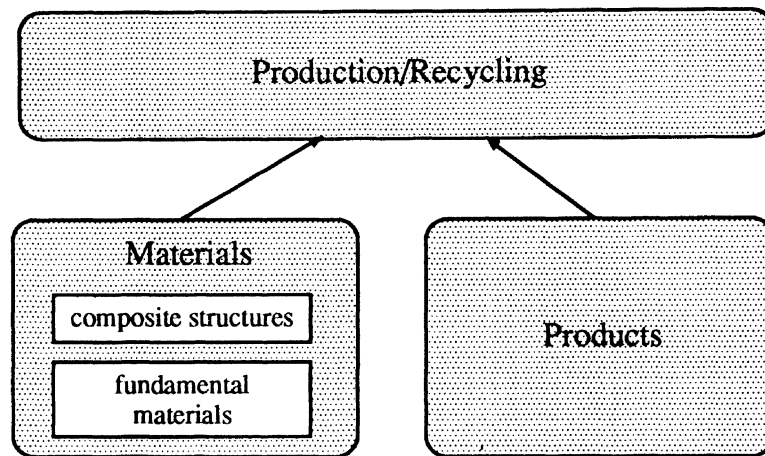 Production/Recycling
Materials
composite structures
fundamental
materials
Products